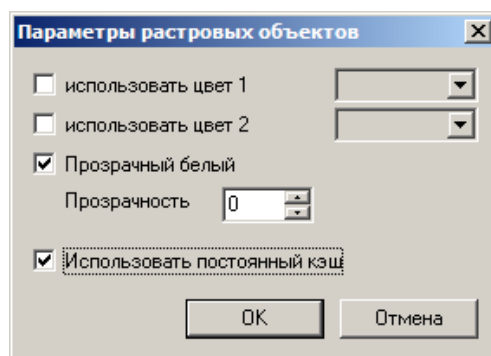 Параметры растровых объектов
использовать цвет 1
использовать цвет 2
Прозрачный белый
Прозрачность 0
Использовать постоянный кэш
OK Отмена